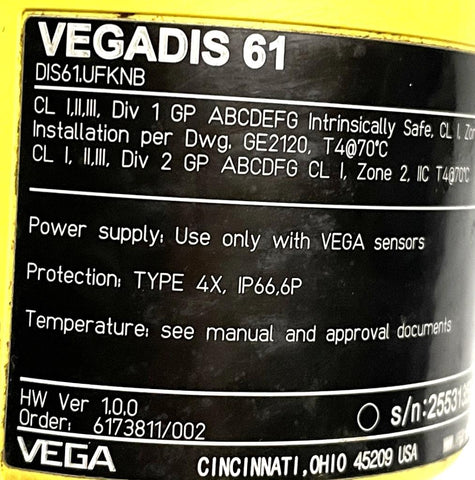 VEGADIS 61
DIS61.UFKNB
CL I,II,III, Div 1 GP ABCDEFG Intrinsically Safe, CL I,
Installation per Dwg. GE2120, T4@70°C
CL I, II,III, Div 2 GP ABCDFG CL I, Zone 2, IIC T4@70°C
Power supply: Use only with VEGA sensors
Protection: TYPE 4X, IP66,6P
Temperature: see manual and approval documents
HW Ver 1.0.0
Order: 6173811/002
s/n:255313
VEGA
CINCINNATI, OHIO 45209 USA